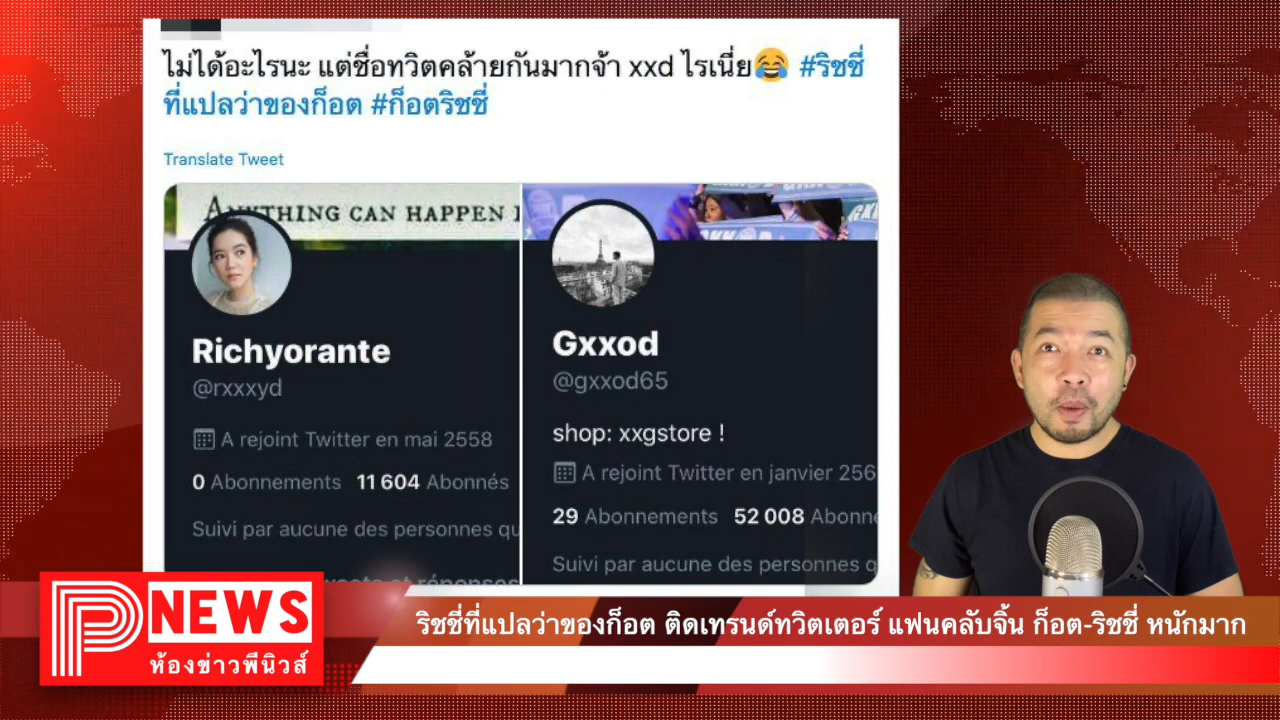 ไม่ได้อะไรนะ แต่ชื่อทวิตคล้ายกันมากจ้า xxd ไรเนี่ย😂 #ริชชี่
ที่แปลว่าของก็อต #ก็อตริชชี่
Translate Tweet
ANYTHING CAN HAPPEN
Richyorante
@rxxxyd
A rejoint Twitter en mai 2558
0 Abonnements 11 604 Abonnés
Suivi par aucune des personnes qu
et réponses
Gxxod
@gxxod65
shop: xxgstore !
A rejoint Twitter en janvier 256
29 Abonnements 52 008 Abonne
Suivi par aucune des personnes q
P NEWS
ห้องข่าวพีนิวส์
ริชชี่ที่แปลว่าของก็อต ติดเทรนด์ทวิตเตอร์ แฟนคลับจิ้น ก็อต-ริชชี่ หนักมาก